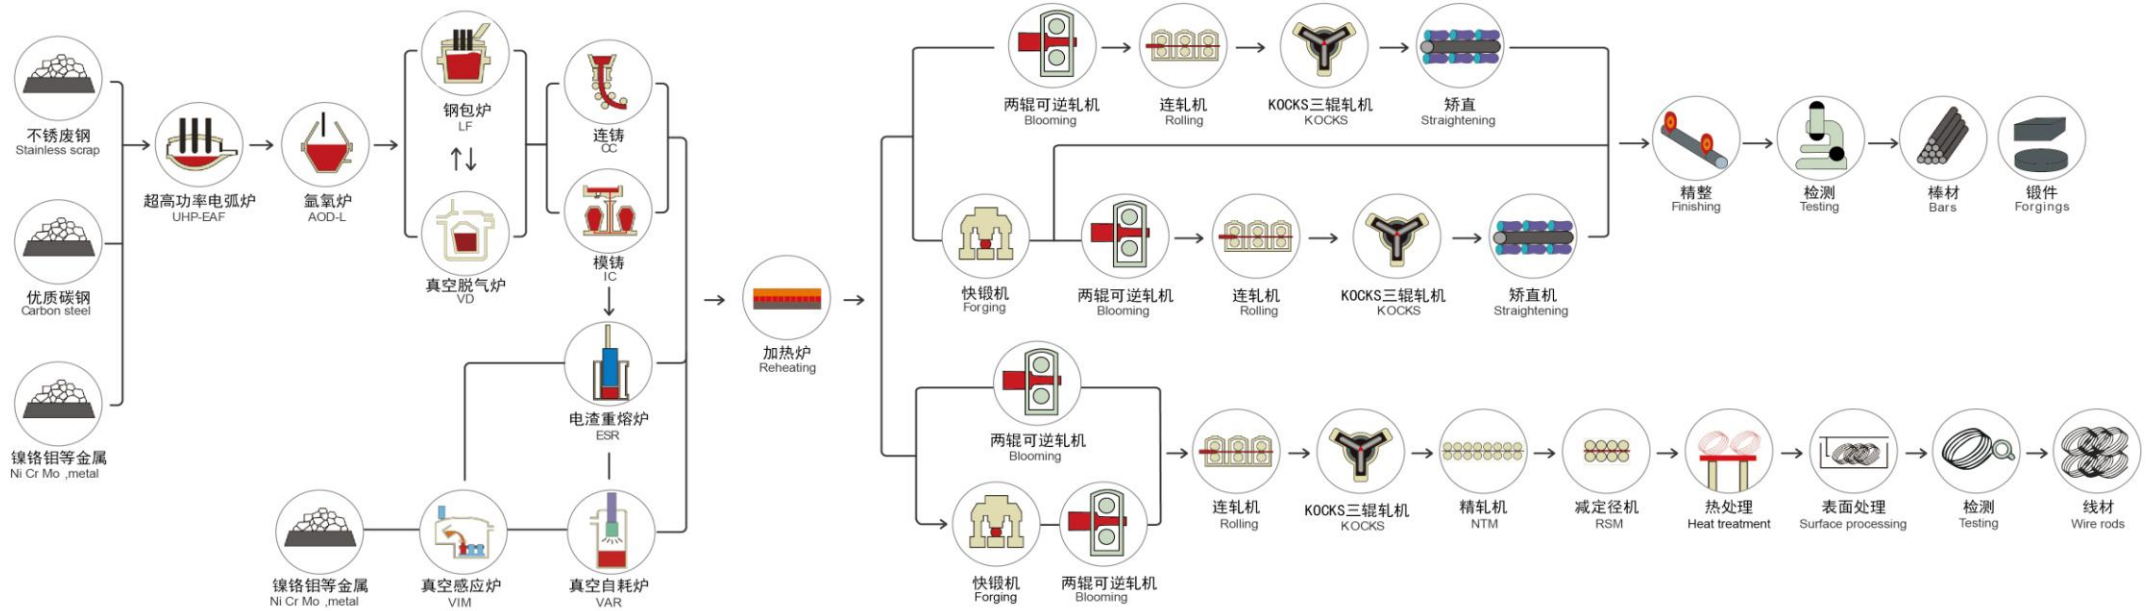 不锈废钢
Stainless scrap
优质碳钢
Carbon steel
镍铬钼等金属
Ni Cr Mo ,metal
超高功率电弧炉
UHP-EAF
氩氧炉
AOD-L
钢包炉
LF
真空脱气炉
VD
连铸
CC
模铸
IC
电渣重熔炉
ESR
镍铬钼等金属
Ni Cr Mo ,metal
真空感应炉
VIM
真空自耗炉
VAR
加热炉
Reheating
两辊可逆轧机
Blooming
连轧机
Rolling
KOCKS三辊轧机
KOCKS
矫直
Straightening
快锻机
Forging
两辊可逆轧机
Blooming
连轧机
Rolling
KOCKS三辊轧机
KOCKS
矫直机
Straightening
精整
Finishing
检测
Testing
棒材
Bars
锻件
Forgings
两辊可逆轧机
Blooming
快锻机
Forging
两辊可逆轧机
Blooming
连轧机
Rolling
KOCKS三辊轧机
KOCKS
精轧机
NTM
减定径机
RSM
热处理
Heat treatment
表面处理
Surface processing
检测
Testing
线材
Wire rods